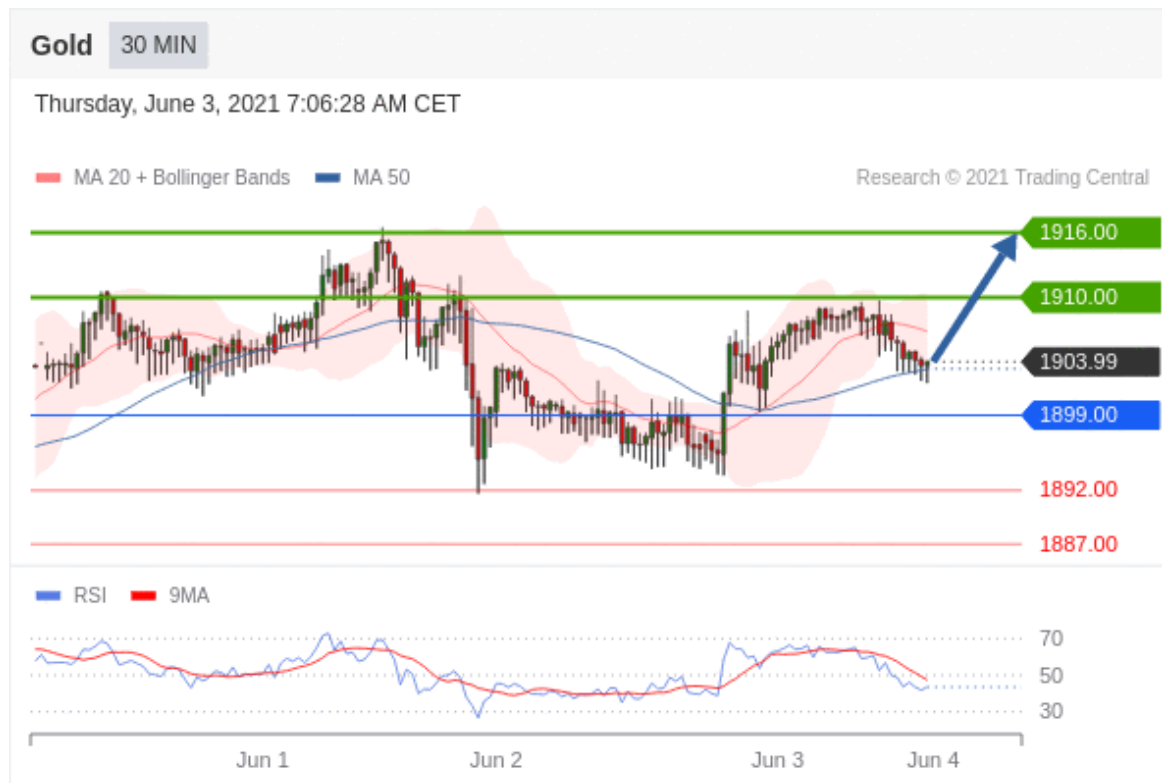 Gold 30 MIN
Thursday, June 3, 2021 7:06:28 AM CET
MA 20 + Bollinger Bands MA 50 Research © 2021 Trading Central
1916.00
1910.00
1903.99
1899.00
1892.00
1887.00
RSI 9MA
70
50
30
Jun 1 Jun 2 Jun 3 Jun 4